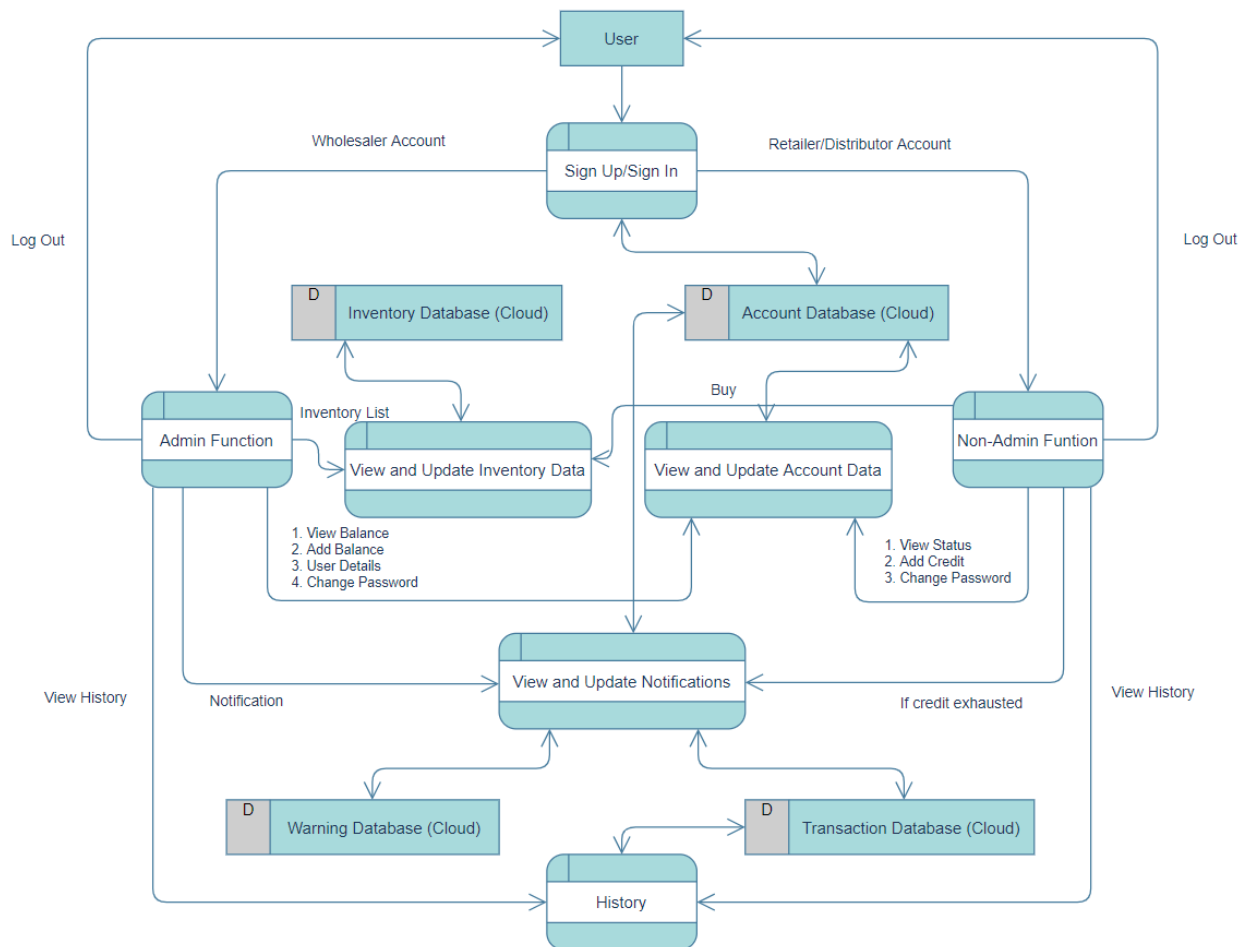 User
Wholesaler Account
Retailer/Distributor Account
Sign Up/Sign In
Log Out
Log Out
D
Inventory Database (Cloud)
D
Account Database (Cloud)
Buy
Inventory List
Admin Function
Non-Admin Funtion
View and Update Inventory Data
View and Update Account Data
1. View Balance
2. Add Balance
3. User Details
4. Change Password
1. View Status
2. Add Credit
3. Change Password
View and Update Notifications
View History
Notification
If credit exhausted
View History
D
Warning Database (Cloud)
D
Transaction Database (Cloud)
History